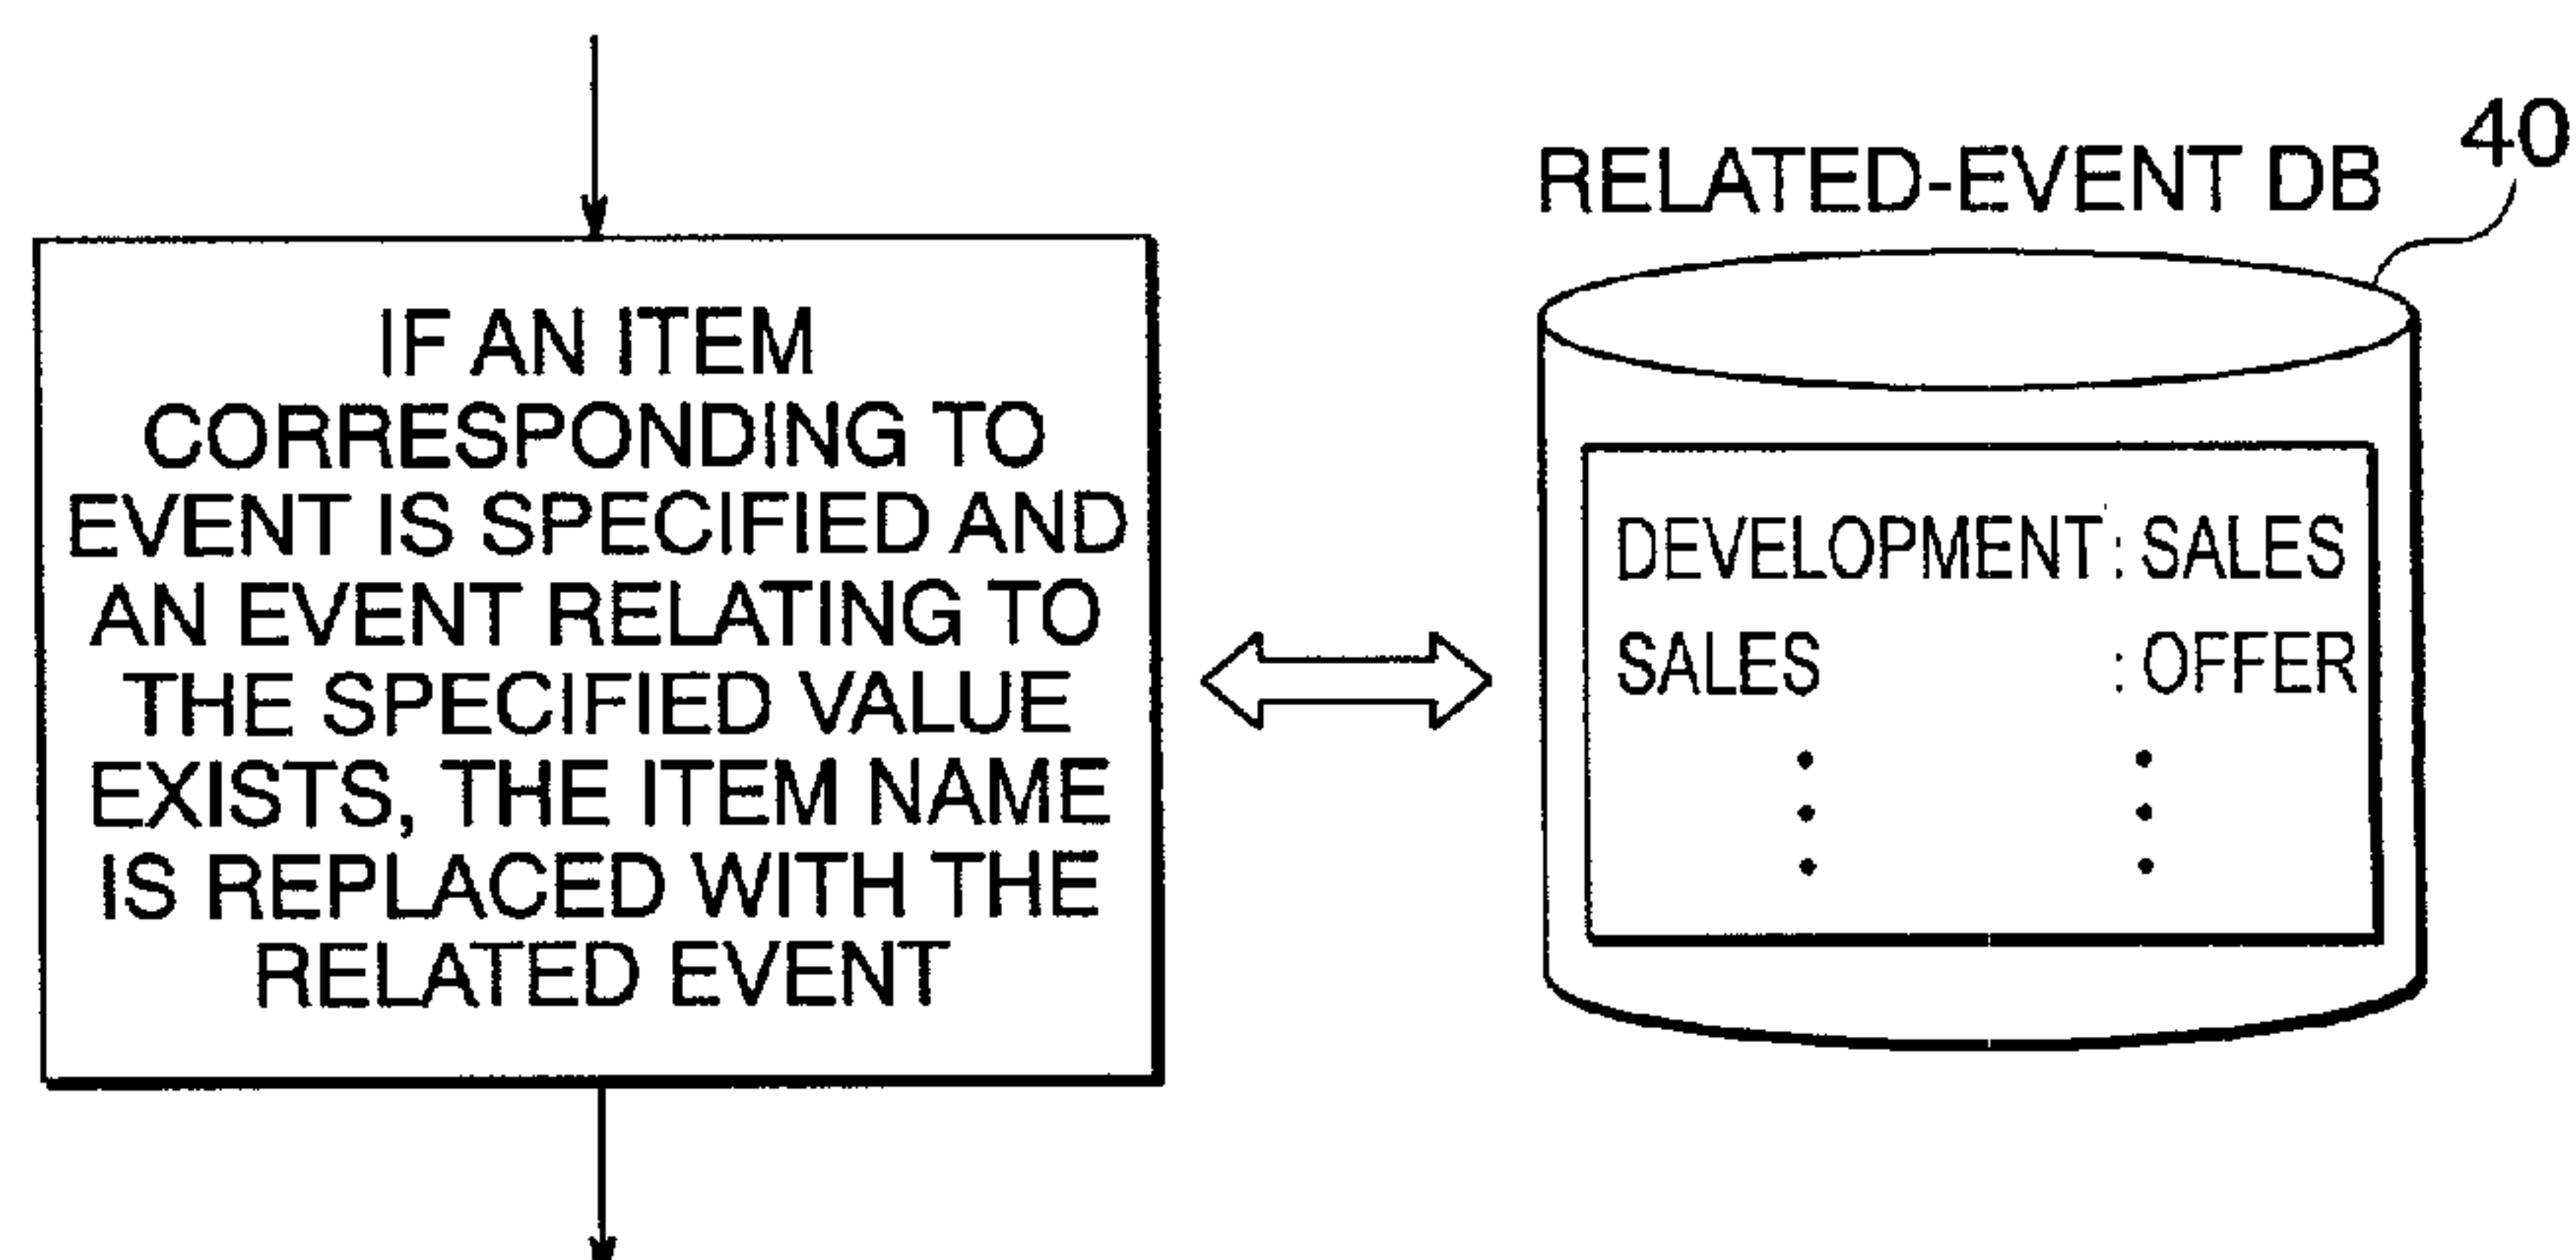 IF AN ITEM
CORRESPONDING TO
EVENT IS SPECIFIED AND
AN EVENT RELATING TO
THE SPECIFIED VALUE
EXISTS, THE ITEM NAME
IS REPLACED WITH THE
RELATED EVENT
RELATED-EVENT DB
40
DEVELOPMENT : SALES
SALES : OFFER